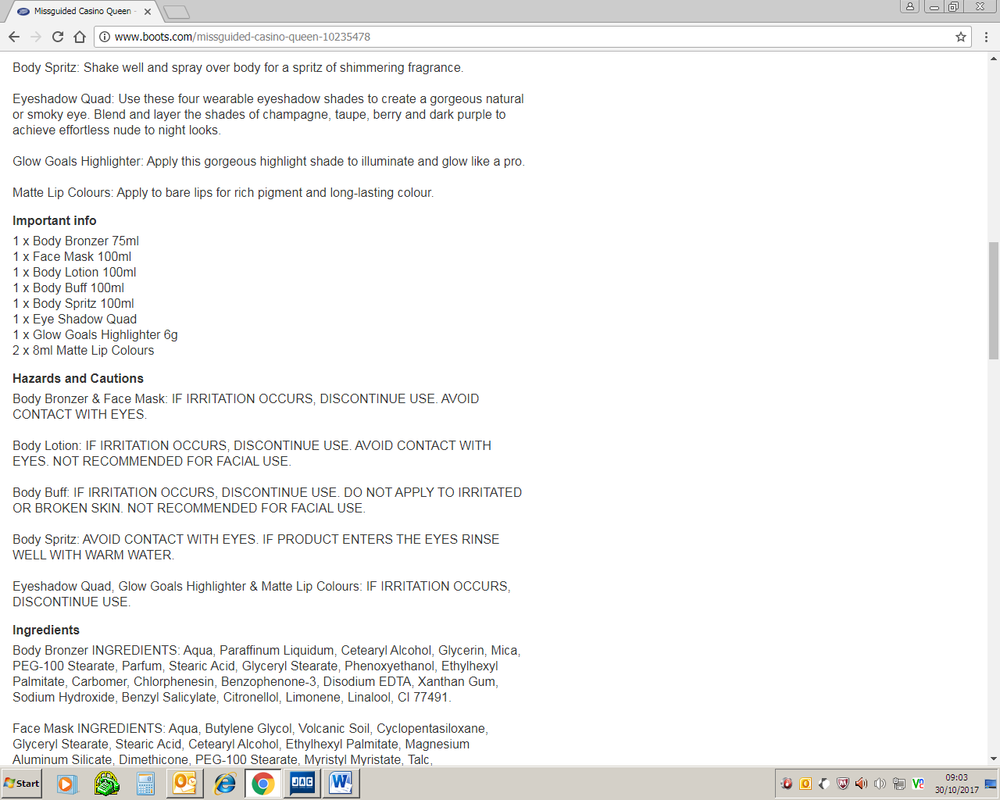 Missguided Casino Queen -
www.boots.com/missguided-casino-queen-10235478
Body Spritz: Shake well and spray over body for a spritz of shimmering fragrance.
Eyeshadow Quad: Use these four wearable eyeshadow shades to create a gorgeous natural
or smoky eye. Blend and layer the shades of champagne, taupe, berry and dark purple to
achieve effortless nude to night looks.
Glow Goals Highlighter: Apply this gorgeous highlight shade to illuminate and glow like a pro.
Matte Lip Colours: Apply to bare lips for rich pigment and long-lasting colour.
Important info
1 x Body Bronzer 75ml
1 x Face Mask 100ml
1 x Body Lotion 100ml
1 x Body Buff 100ml
1 x Body Spritz 100ml
1 x Eye Shadow Quad
1 x Glow Goals Highlighter 6g
2 x 8ml Matte Lip Colours
Hazards and Cautions
Body Bronzer & Face Mask: IF IRRITATION OCCURS, DISCONTINUE USE. AVOID
CONTACT WITH EYES.
Body Lotion: IF IRRITATION OCCURS, DISCONTINUE USE. AVOID CONTACT WITH
EYES. NOT RECOMMENDED FOR FACIAL USE.
Body Buff: IF IRRITATION OCCURS, DISCONTINUE USE. DO NOT APPLY TO IRRITATED
OR BROKEN SKIN. NOT RECOMMENDED FOR FACIAL USE.
Body Spritz: AVOID CONTACT WITH EYES. IF PRODUCT ENTERS THE EYES RINSE
WELL WITH WARM WATER.
Eyeshadow Quad, Glow Goals Highlighter & Matte Lip Colours: IF IRRITATION OCCURS,
DISCONTINUE USE.
Ingredients
Body Bronzer INGREDIENTS: Aqua, Paraffinum Liquidum, Cetearyl Alcohol, Glycerin, Mica,
PEG-100 Stearate, Parfum, Stearic Acid, Glyceryl Stearate, Phenoxyethanol, Ethylhexyl
Palmitate, Carbomer, Chlorphenesin, Benzophenone-3, Disodium EDTA, Xanthan Gum,
Sodium Hydroxide, Benzyl Salicylate, Citronellol, Limonene, Linalool, CI 77491.
Face Mask INGREDIENTS: Aqua, Butylene Glycol, Volcanic Soil, Cyclopentasiloxane,
Glyceryl Stearate, Stearic Acid, Cetearyl Alcohol, Ethylhexyl Palmitate, Magnesium
Aluminum Silicate, Dimethicone, PEG-100 Stearate, Myristyl Myristate, Talc,
Start
JAC
09:03
30/10/2017